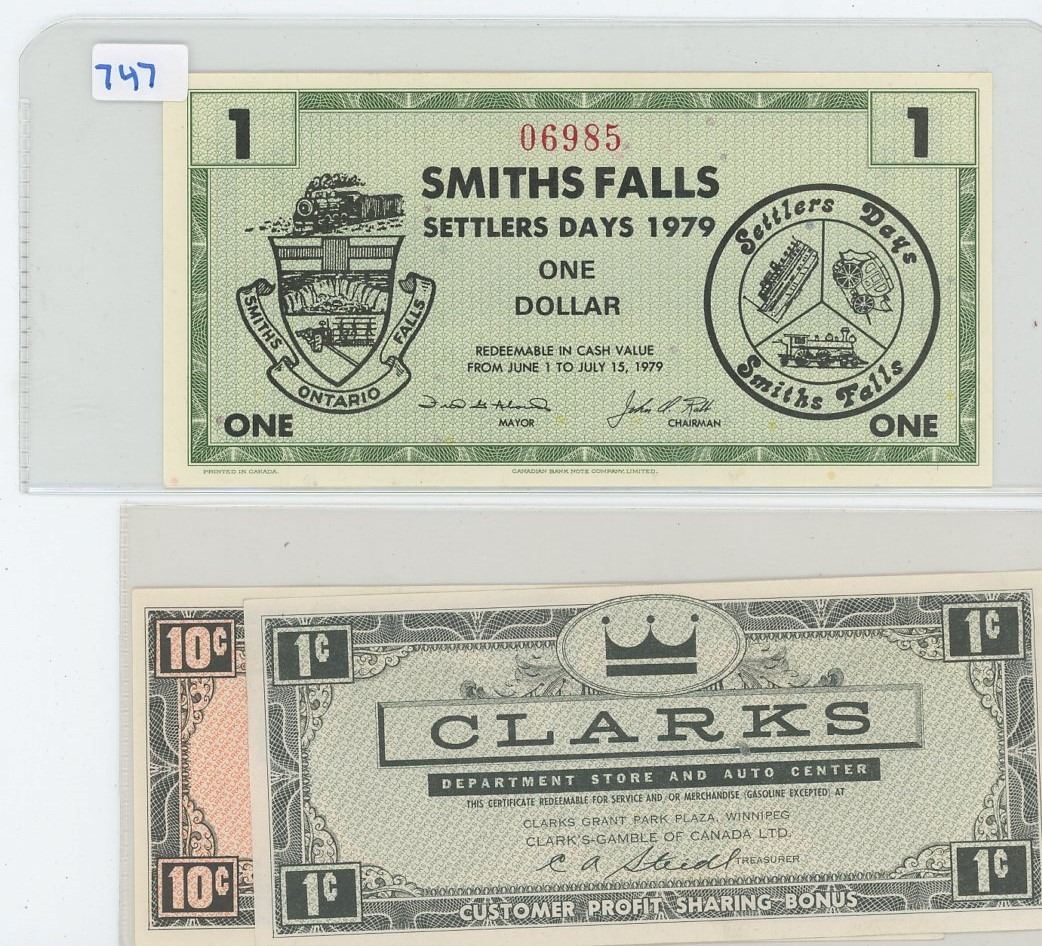 747
1
1
06985
SMITHS FALLS
SETTLERS DAYS 1979
ONE
DOLLAR
REDEEMABLE IN CASH VALUE
FROM JUNE 1 TO JULY 15, 1979
MAYOR
CHAIRMAN
SMITHS FALLS
ONTARIO
Settlers Days
Smiths Falls
ONE
ONE
PRINTED IN CANADA.
CANADIAN BANK NOTE COMPANY, LIMITED.
10¢
10¢
1¢
1¢
CLARKS
DEPARTMENT STORE AND AUTO CENTER
THIS CERTIFICATE REDEEMABLE FOR SERVICE AND/OR MERCHANDISE (GASOLINE EXCEPTED) AT
CLARKS GRANT PARK PLAZA, WINNIPEG
CLARK'S-GAMBLE OF CANADA LTD.
TREASURER
1¢
1¢
CUSTOMER PROFIT SHARING BONUS